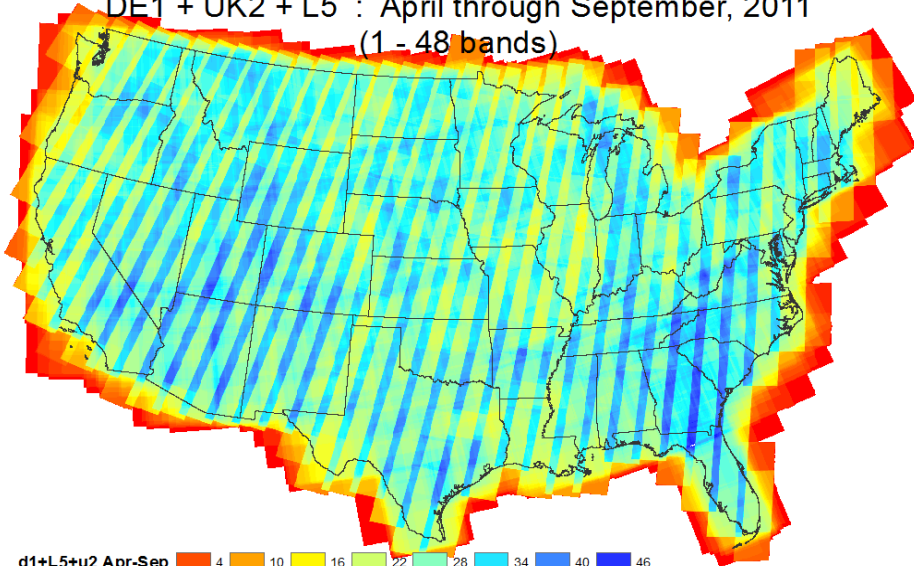 DE1 + UK2 + L5 : April through September, 2011
(1 - 48 bands)
d1+L5+u2 Apr-Sep 4 10 16 22 28 34 40 46